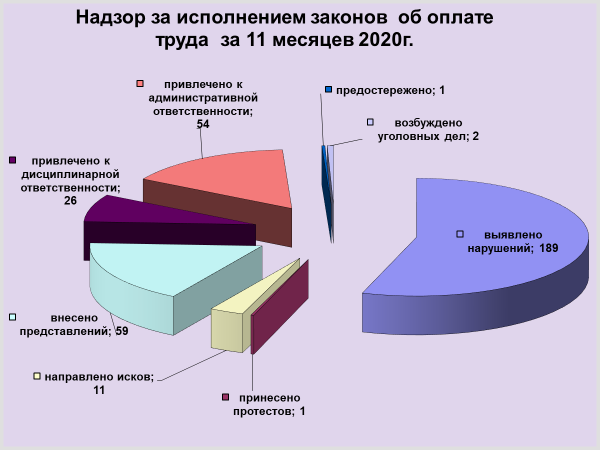 Надзор за исполнением законов об оплате
труда за 11 месяцев 2020г.
привлечено к
административной
ответственности;
54
предостережено; 1
возбуждено
уголовных дел; 2
привлечено к
дисциплинарной
ответственности;
26
выявлено
нарушений; 189
внесено
представлений; 59
направлено исков;
11
принесено
протестов; 1